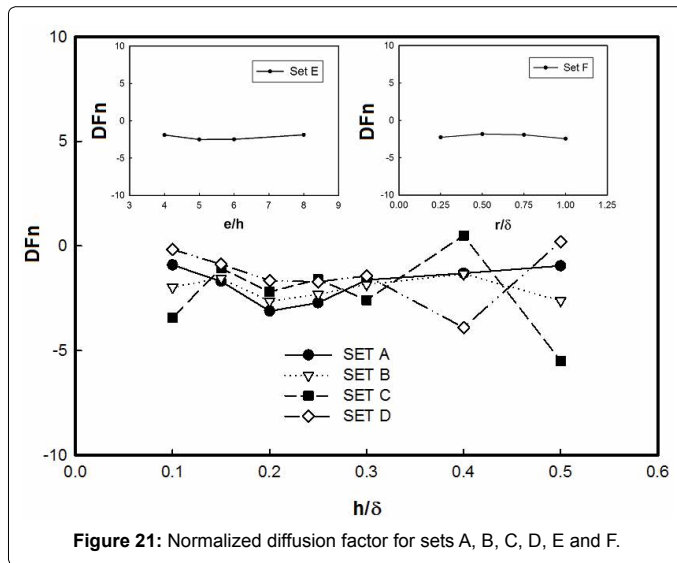 10
5
0
-5
-10
DFn
0.0 0.1 0.2 0.3 0.4 0.5 0.6
h/δ
10
5
0
-5
-10
DFn
Set E
3 4 5 6 7 8 9
e/h
10
5
0
-5
-10
DFn
Set F
0.00 0.25 0.50 0.75 1.00 1.25
r/δ
SET A
SET B
SET C
SET D
Figure 21: Normalized diffusion factor for sets A, B, C, D, E and F.